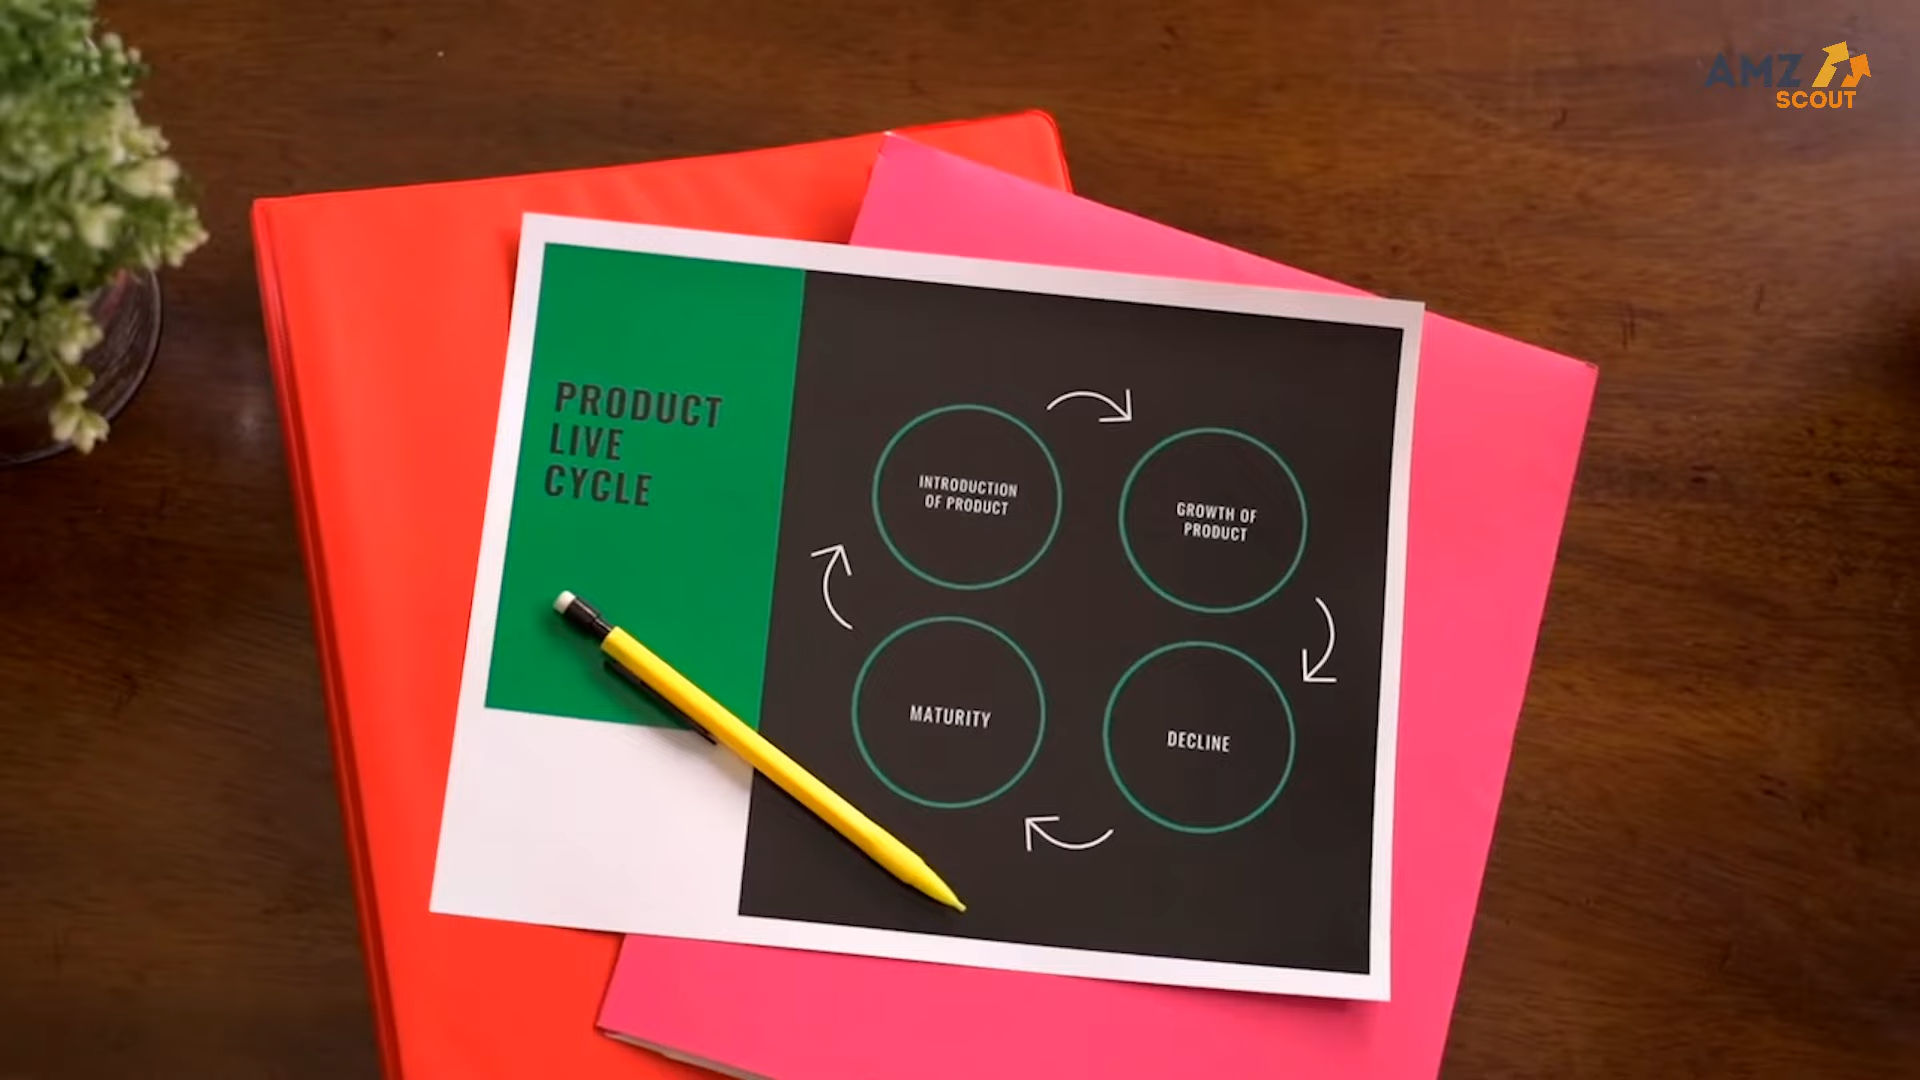 AMZ
SCOUT
PRODUCT
LIVE
CYCLE
INTRODUCTION
OF PRODUCT
GROWTH OF
PRODUCT
MATURITY
DECLINE